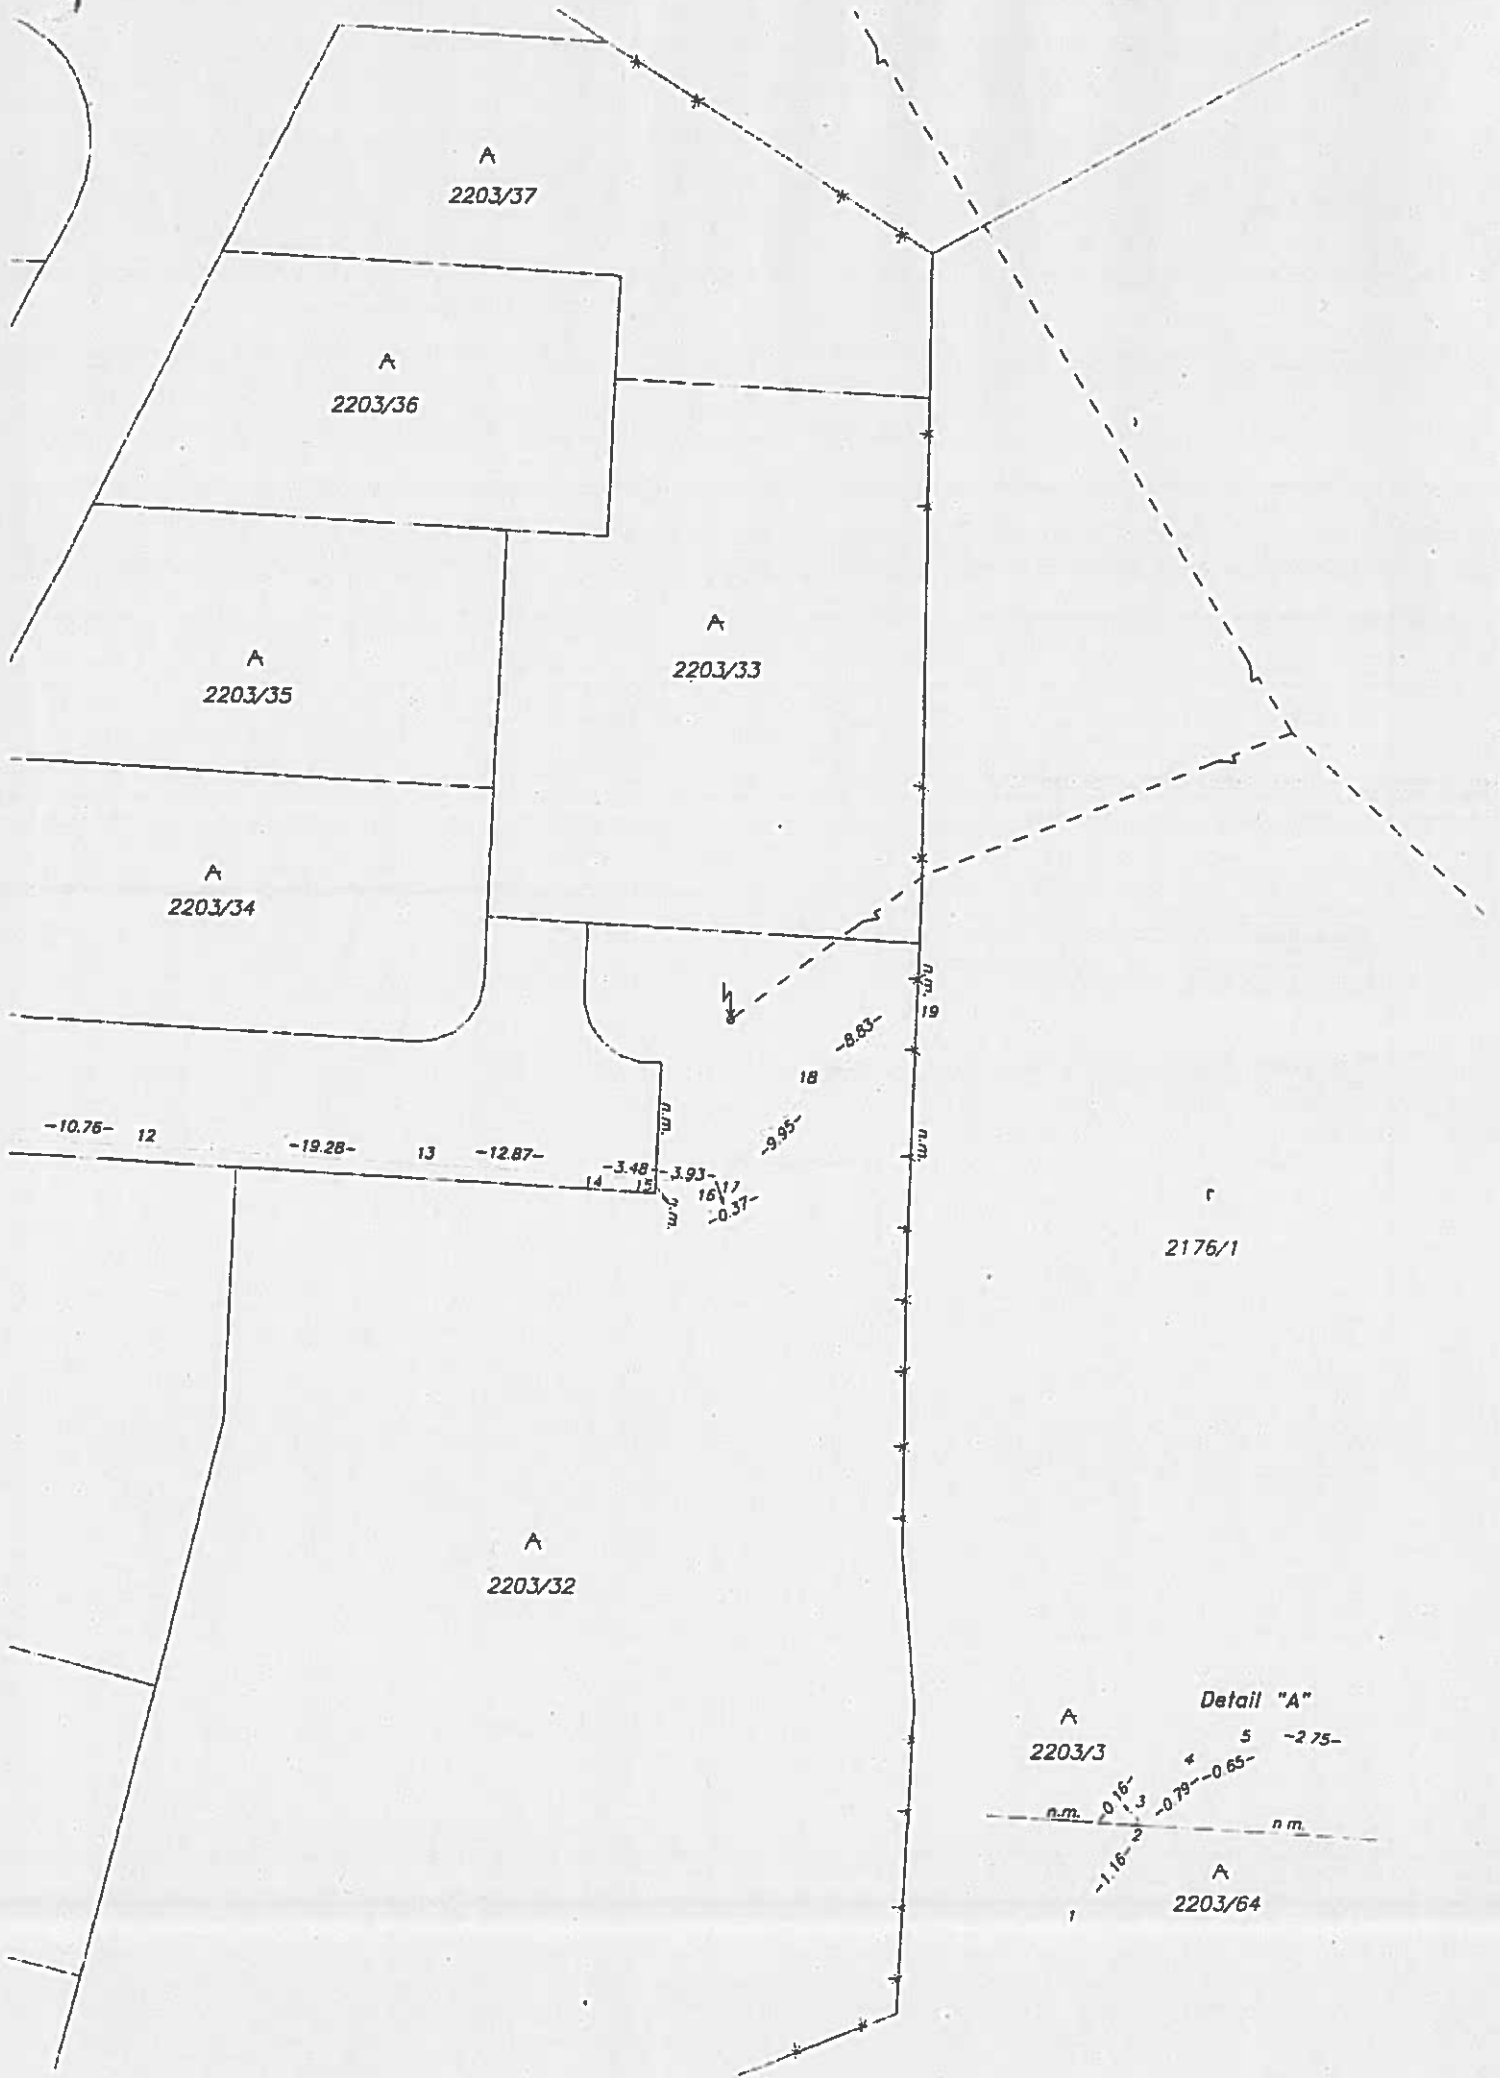 A
2203/37
A
2203/36
A
2203/33
A
2203/35
A
2203/34
n.m.
19
-8.83-
18
n.m.
n.m.
-9.95-
-10.76- 12 -19.28- 13 -12.87- -3.48- -3.93-
14 15 16 17
n.m.
-0.37-
r
2176/1
A
2203/32
Detail "A"
A
2203/3
5 -2.75-
4
-0.79- -0.65-
0.16-
3
n.m.
2
n.m.
-1.16-
A
2203/64
1